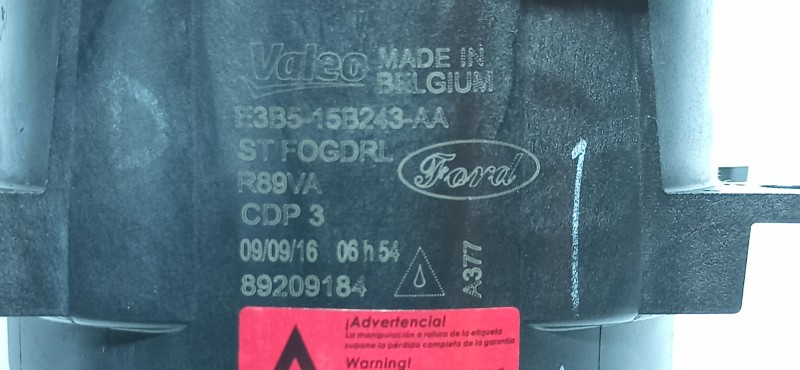 Valeo MADE IN
BELGIUM
E3B5-15B243-AA
ST FOGDRL
R89VA
Ford
CDP 3
09/09/16 06 h 54
89209184
A377
¡Advertencia!
La manipulación o rotura de la etiqueta
supone la pérdida completa de la garantía
Warning!